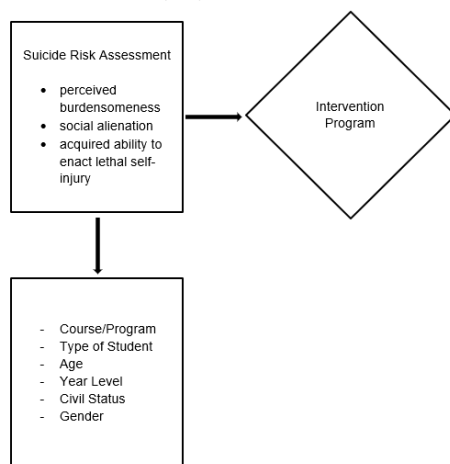 Suicide Risk Assessment
• perceived
burdensomeness
• social alienation
• acquired ability to
enact lethal self-
injury
Intervention
Program
- Course/Program
- Type of Student
- Age
- Year Level
- Civil Status
- Gender